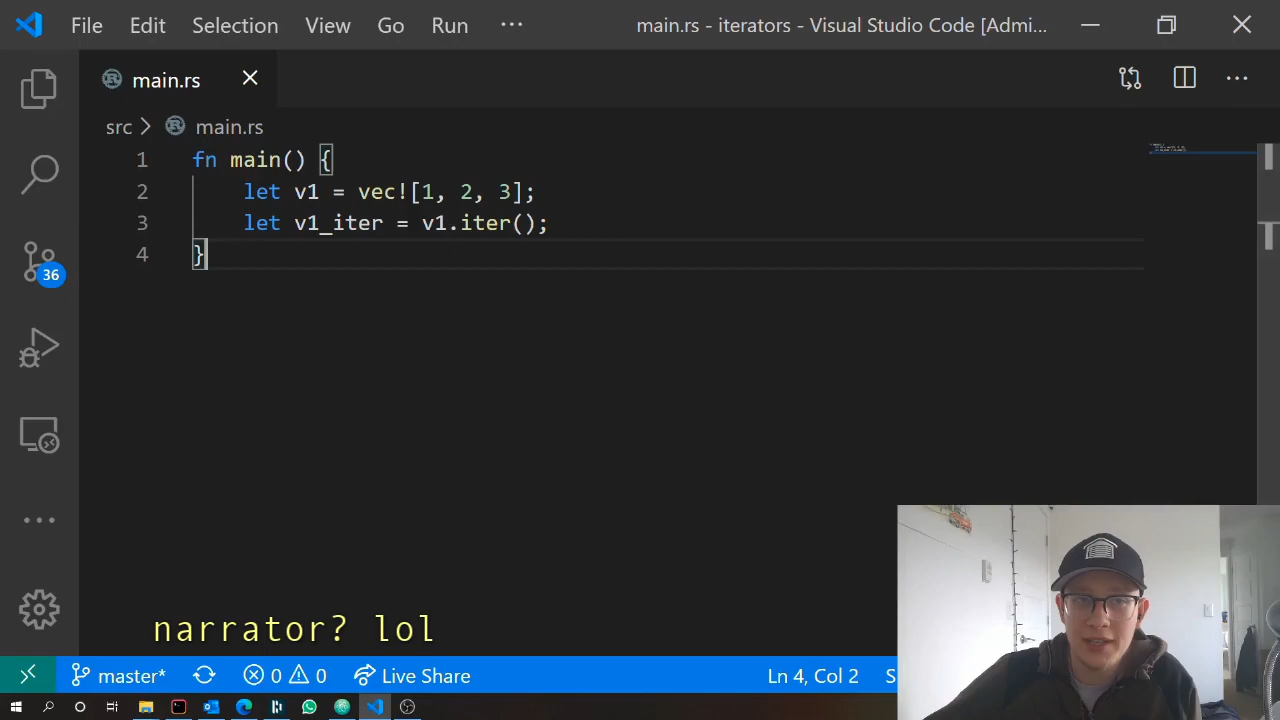 File Edit Selection View Go Run ··· main.rs - iterators - Visual Studio Code [Admi...
main.rs
src > main.rs
1 fn main() {
2 let v1 = vec![1, 2, 3];
3 let v1_iter = v1.iter();
4 }
36
narrator? lol
master* 0 0 Live Share Ln 4, Col 2 S